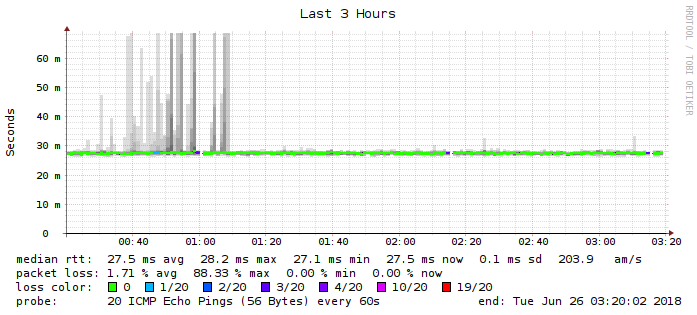 Last 3 Hours
RRDTOOL / TOBI OETIKER
Seconds
60 m
50 m
40 m
30 m
20 m
10 m
0
00:40 01:00 01:20 01:40 02:00 02:20 02:40 03:00 03:20
median rtt: 27.5 ms avg 28.2 ms max 27.1 ms min 27.5 ms now 0.1 ms sd 203.9 am/s
packet loss: 1.71 % avg 88.33 % max 0.00 % min 0.00 % now
loss color: 0 1/20 2/20 3/20 4/20 10/20 19/20
probe: 20 ICMP Echo Pings (56 Bytes) every 60s end: Tue Jun 26 03:20:02 2018